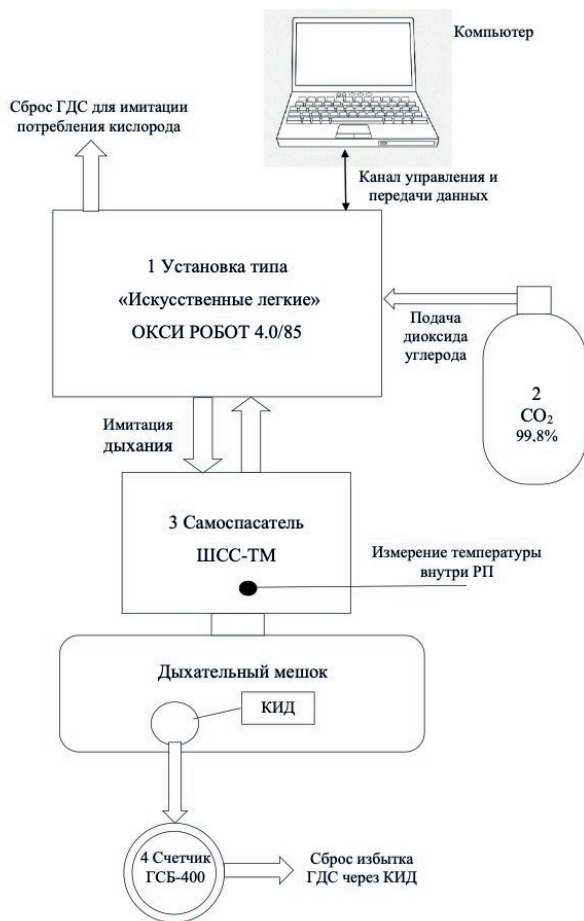 Компьютер
Сброс ГДС для имитации
потребления кислорода
Канал управления и
передачи данных
1 Установка типа
«Искусственные легкие»
ОКСИ РОБОТ 4.0/85
Подача
диоксида
углерода
2
CO₂
99,8%
Имитация
дыхания
3 Самоспасатель
ШСС-ТМ
Измерение температуры
внутри РП
Дыхательный мешок
КИД
4 Счетчик
ГСБ-400
Сброс избытка
ГДС через КИД